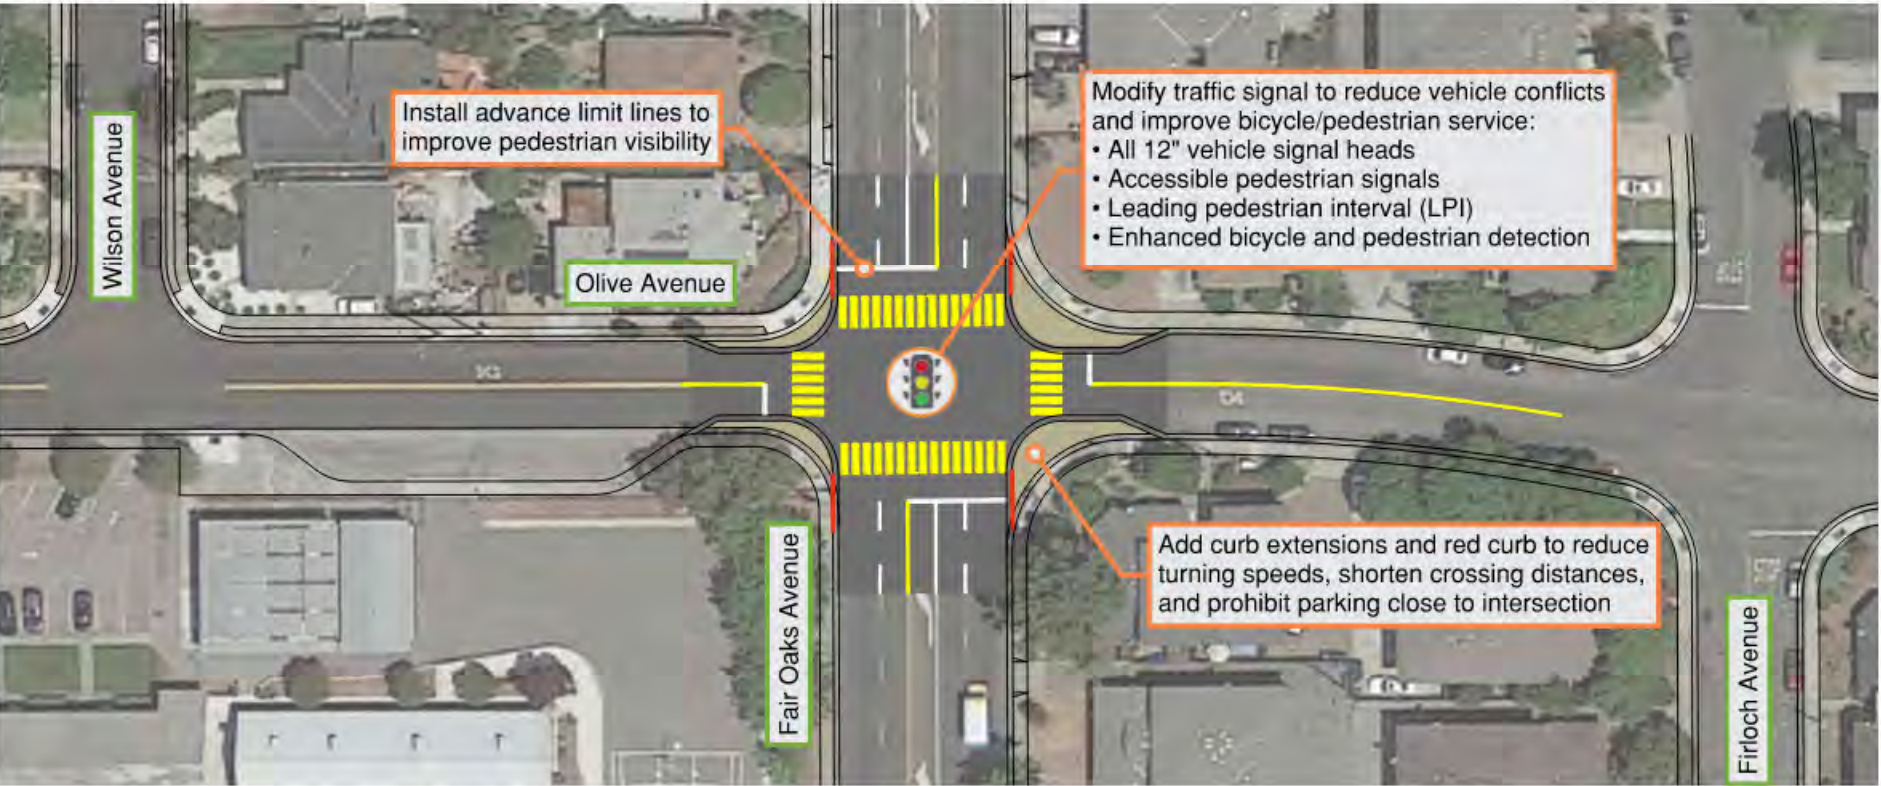 Install advance limit lines to
improve pedestrian visibility
Modify traffic signal to reduce vehicle conflicts
and improve bicycle/pedestrian service:
• All 12" vehicle signal heads
• Accessible pedestrian signals
• Leading pedestrian interval (LPI)
• Enhanced bicycle and pedestrian detection
Wilson Avenue
Olive Avenue
Fair Oaks Avenue
Add curb extensions and red curb to reduce
turning speeds, shorten crossing distances,
and prohibit parking close to intersection
Firloch Avenue